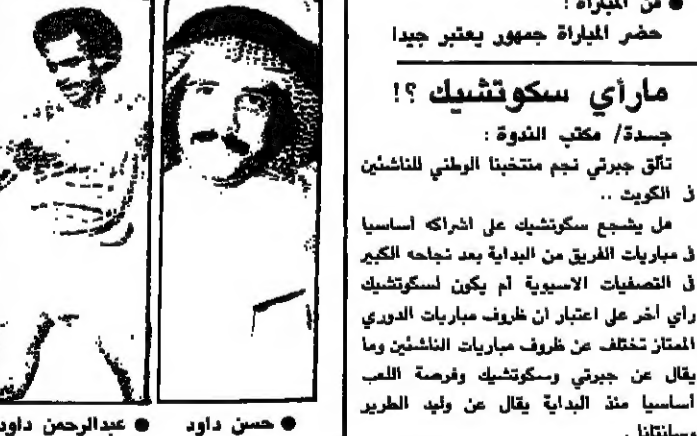 ● من المباراة :
حضر المباراة جمهور يعتبر جيدا
مارأي سكوتشيك ؟!
جسدة/ مكتب الندوة :
تألق جبرتي نجم منتخبنا الوطني للناشئين
في الكويت ..
هل يشجع سكوتشيك على اشراكه أساسيا
في مباريات الفريق من البداية بعد نجاحه الكبير
في التصفيات الاسيوية أم يكون لسكوتشيك
رأي أخر على اعتبار ان ظروف مباريات الدوري
الممتاز تختلف عن ظروف مباريات الناشئين وما
يقال عن جبرتي وسكوتشيك وفرصة اللعب
أساسيا منذ البداية يقال عن وليد الطرير
● حسن داود
● عبدالرحمن داود